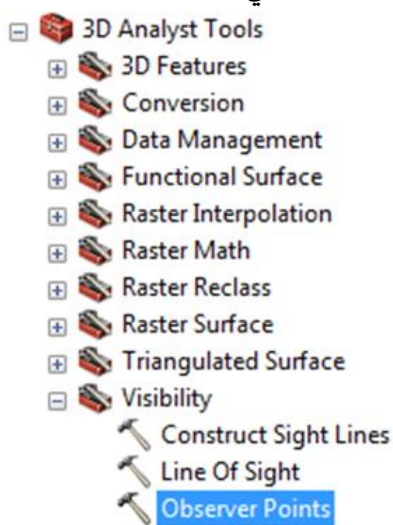 3D Analyst Tools
3D Features
Conversion
Data Management
Functional Surface
Raster Interpolation
Raster Math
Raster Reclass
Raster Surface
Triangulated Surface
Visibility
Construct Sight Lines
Line Of Sight
Observer Points